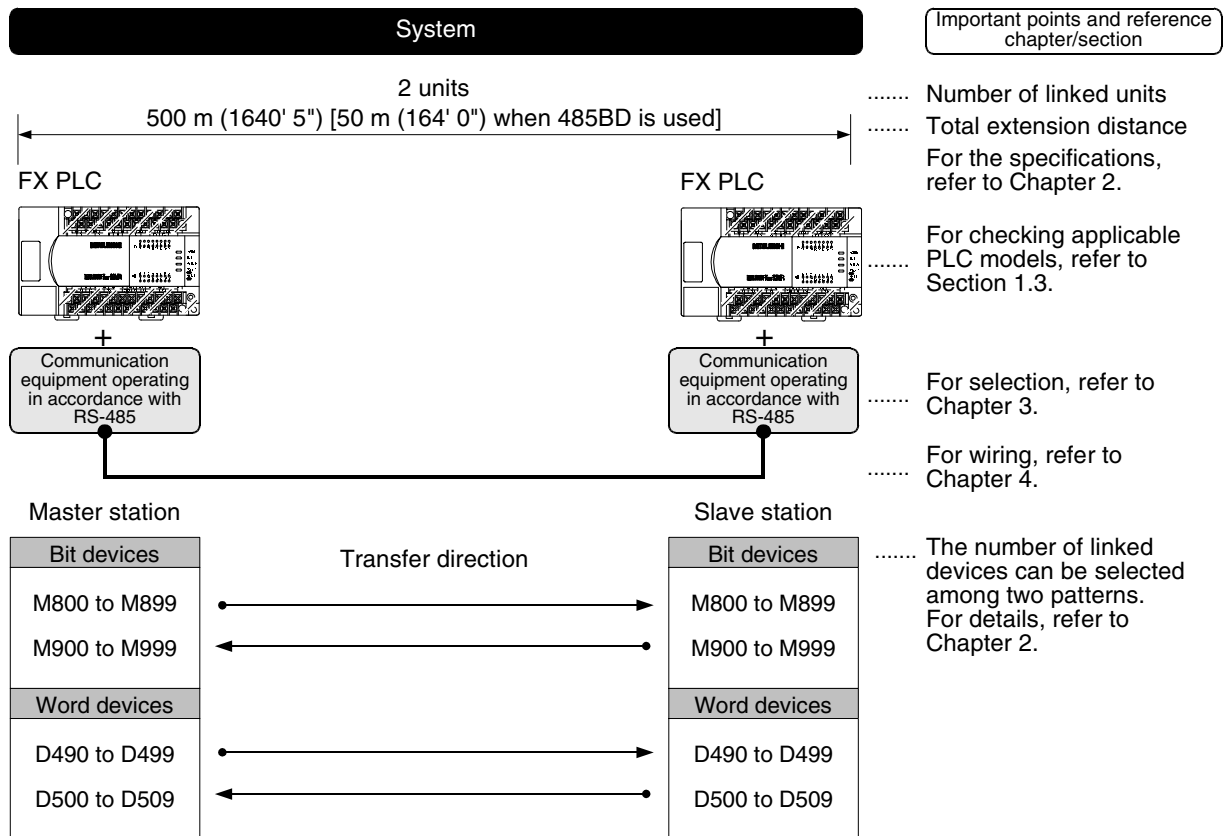 System
Important points and reference
chapter/section
2 units
500 m (1640' 5") [50 m (164' 0") when 485BD is used]
....... Number of linked units
....... Total extension distance
For the specifications,
refer to Chapter 2.
FX PLC
FX PLC
MITSUBISHI
MITSUBISHI
....... For checking applicable
PLC models, refer to
Section 1.3.
+
Communication
equipment operating
in accordance with
RS-485
+
Communication
equipment operating
in accordance with
RS-485
....... For selection, refer to
Chapter 3.
....... For wiring, refer to
Chapter 4.
Master station
Slave station
Bit devices
Transfer direction
Bit devices
M800 to M899
M800 to M899
M900 to M999
M900 to M999
Word devices
Word devices
D490 to D499
D490 to D499
D500 to D509
D500 to D509
....... The number of linked
devices can be selected
among two patterns.
For details, refer to
Chapter 2.